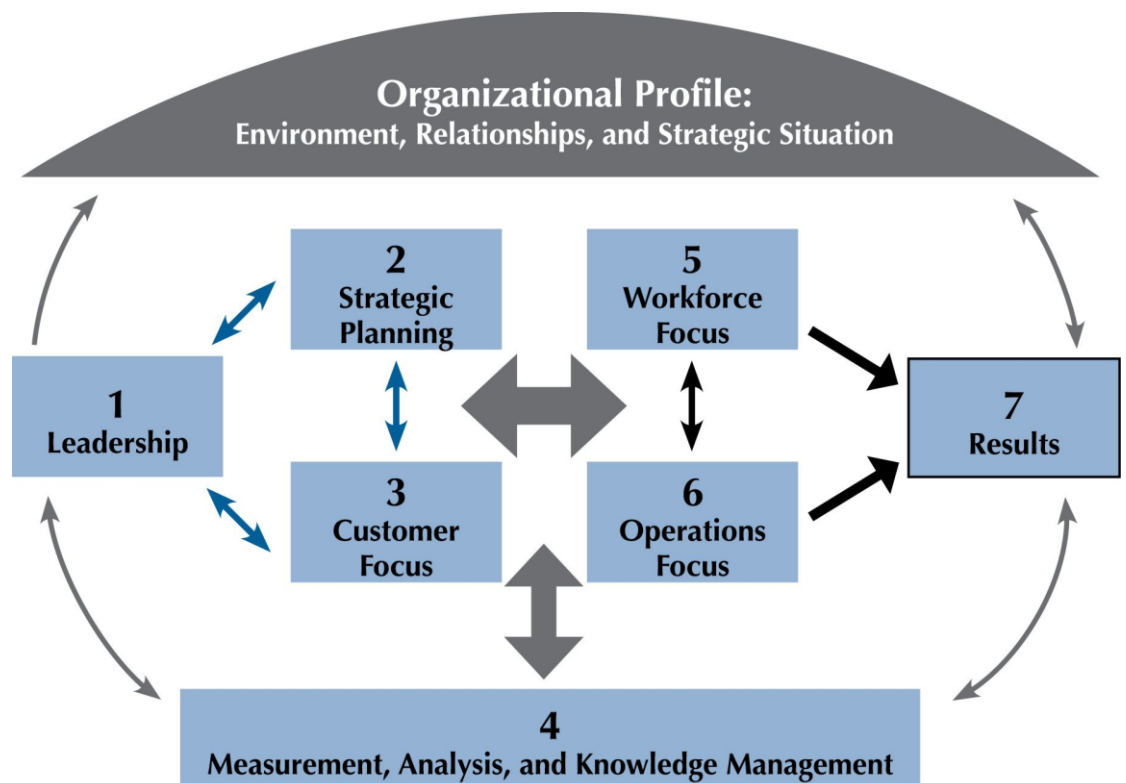 Organizational Profile:
Environment, Relationships, and Strategic Situation
2
Strategic
Planning
5
Workforce
Focus
1
Leadership
7
Results
3
Customer
Focus
6
Operations
Focus
4
Measurement, Analysis, and Knowledge Management